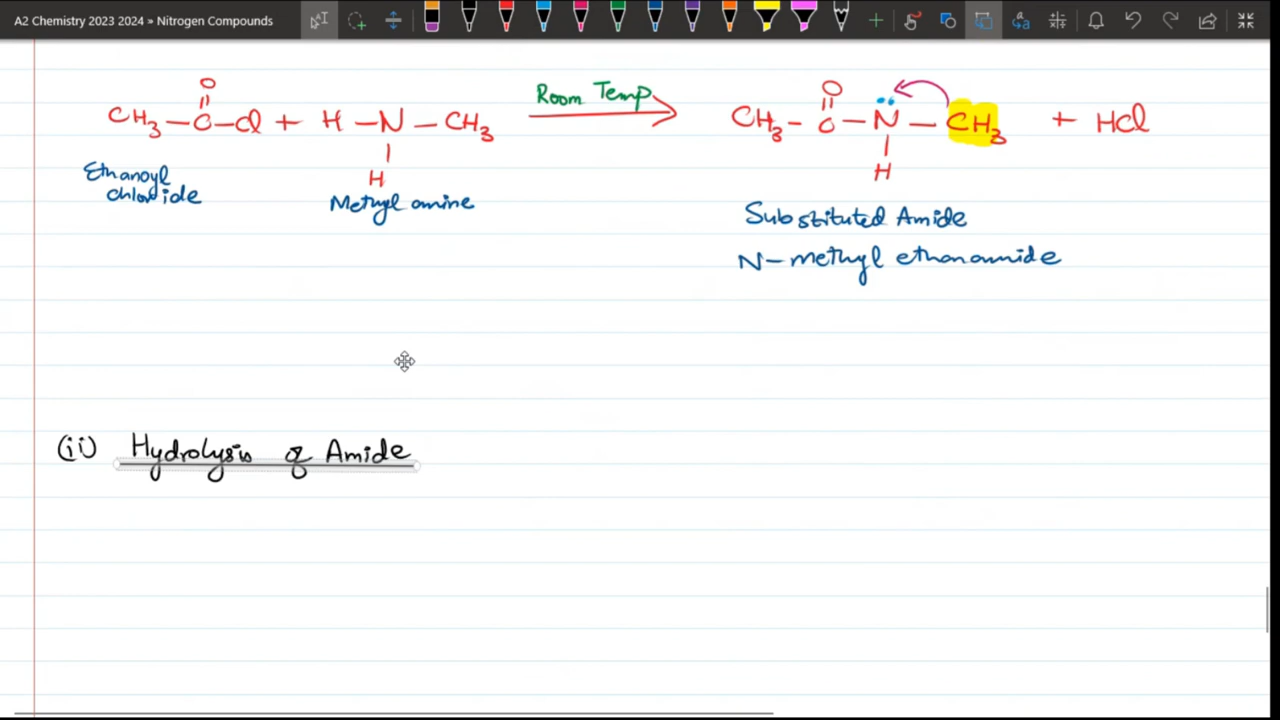 A2 Chemistry 2023 2024 » Nitrogen Compounds
O
CH3 – C – Cl + H – N – CH3 Room Temp CH3 – C – N – CH3 + HCl
O
H
H
Ethanoyl
chloride
Methyl amine
Substituted Amide
N – methyl ethanamide
(ii) Hydrolysis of Amide